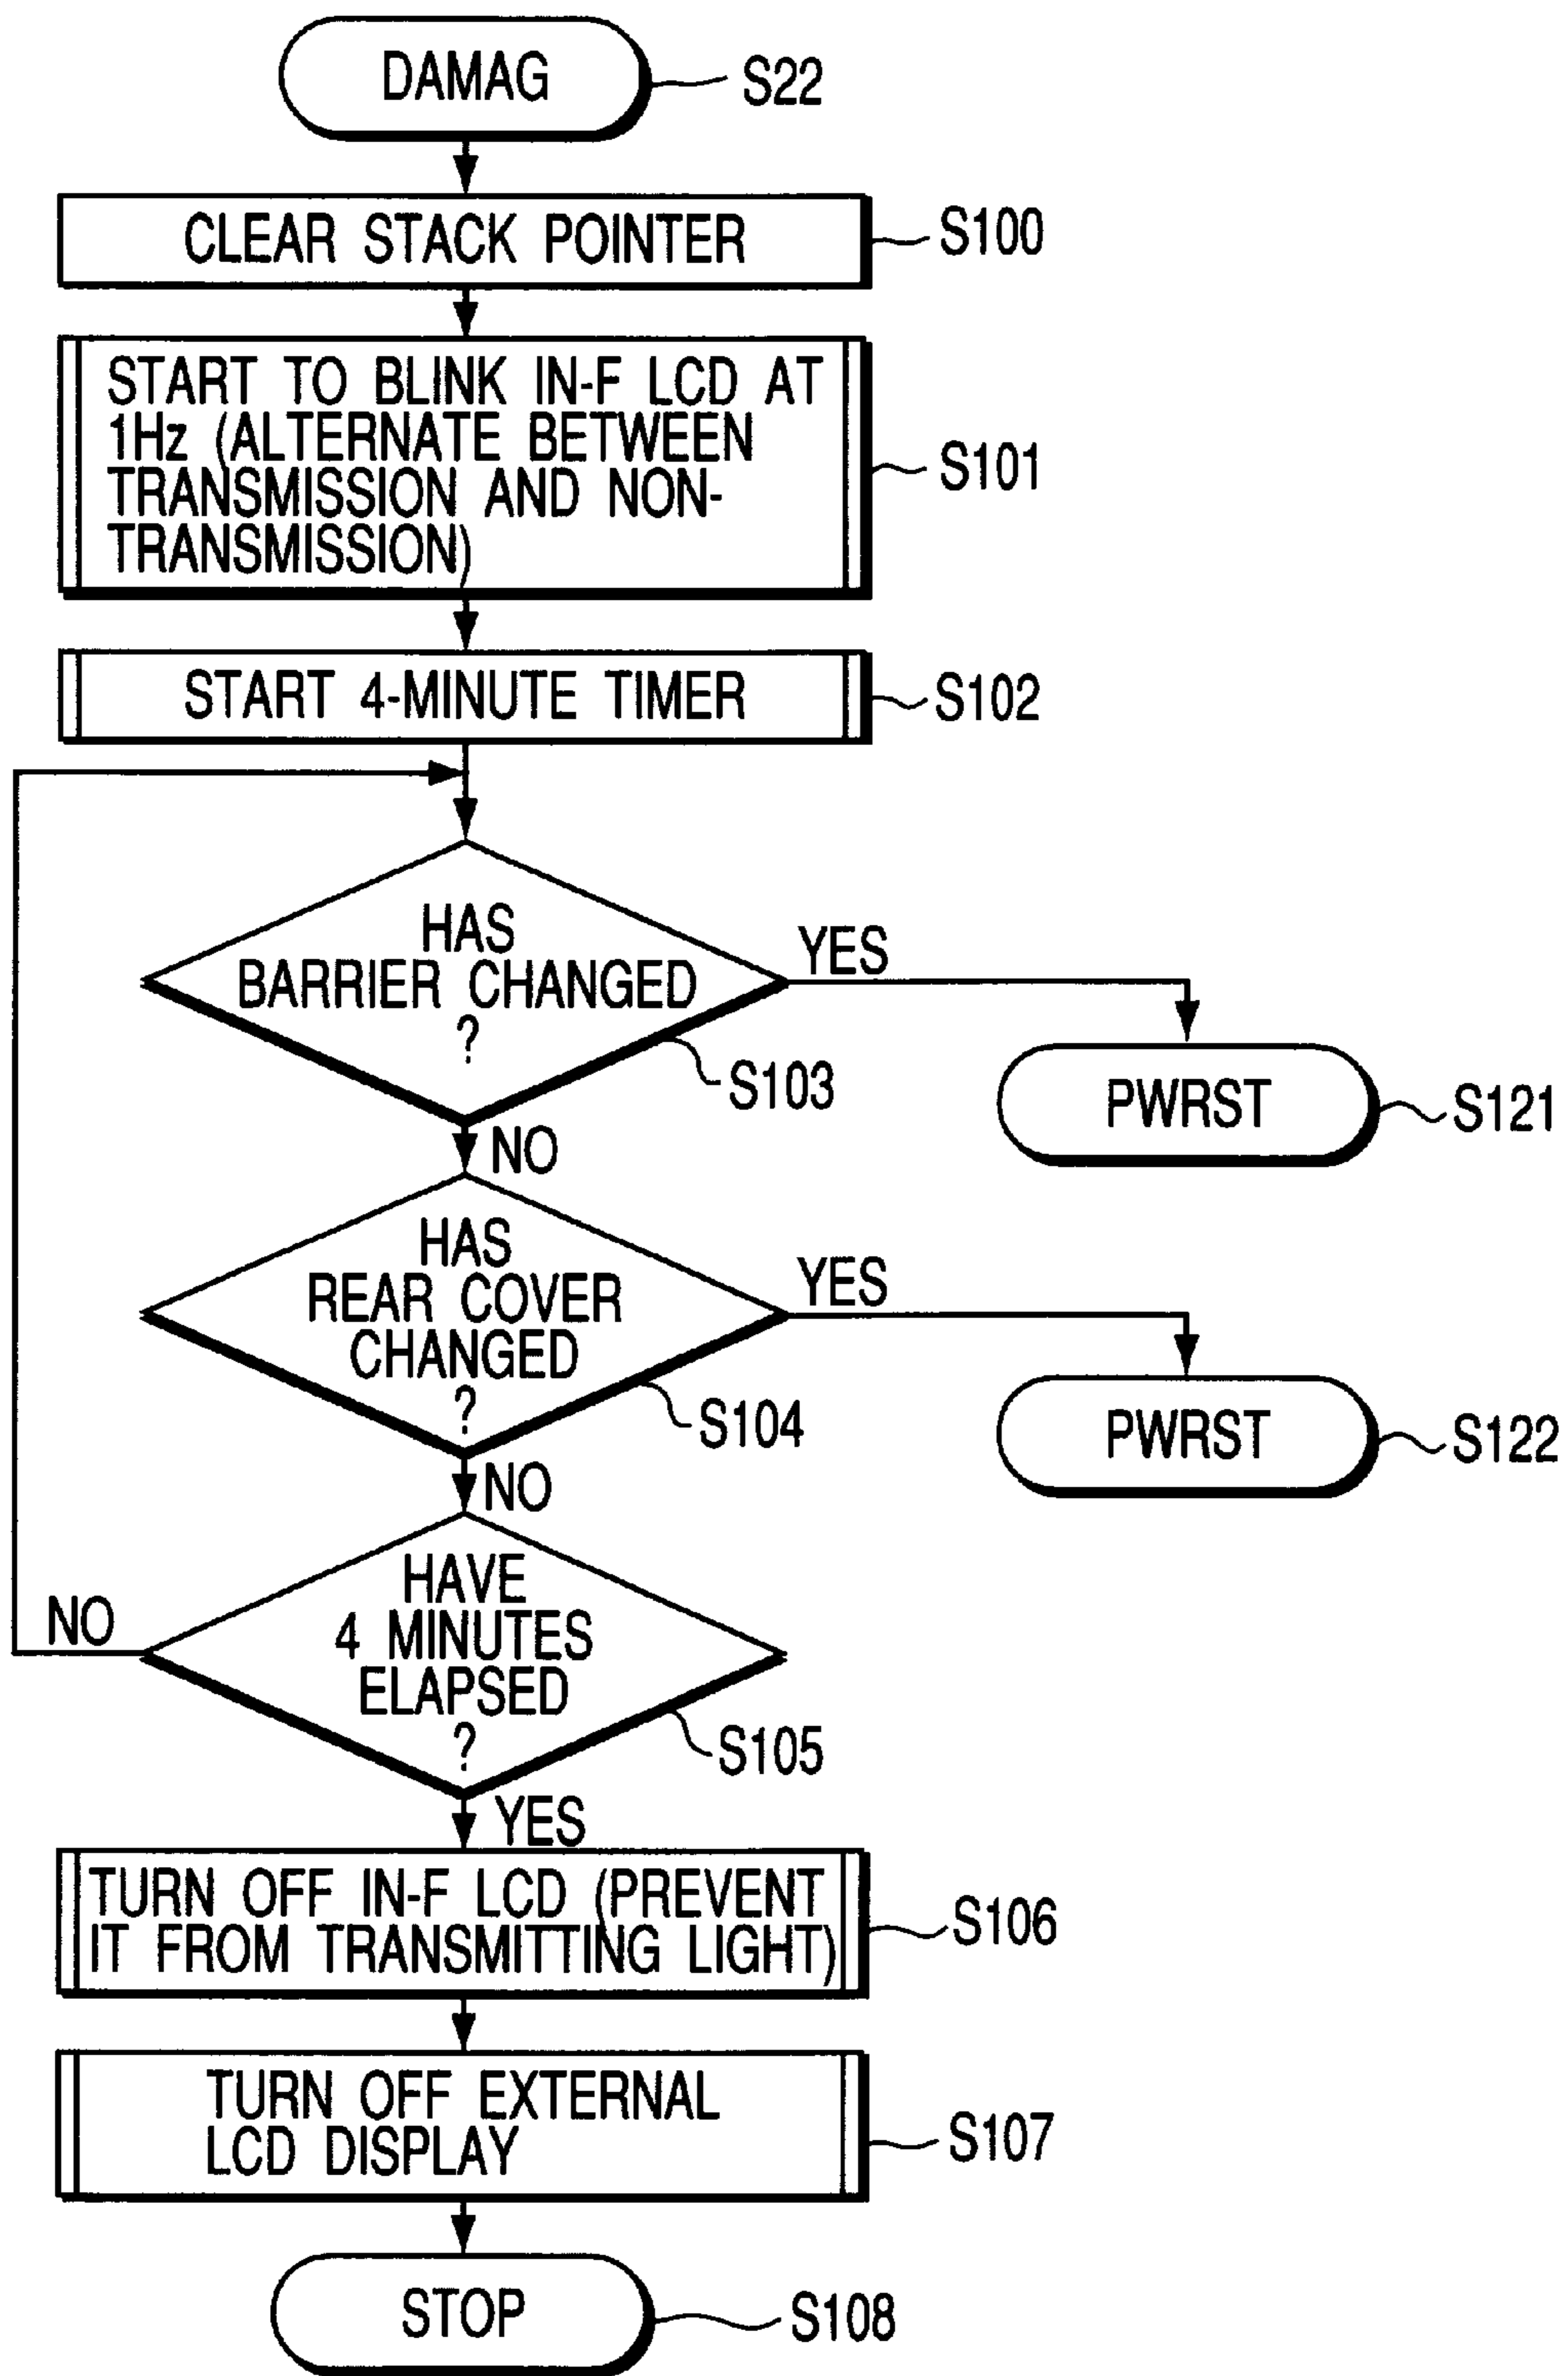 DAMAG
S22
CLEAR STACK POINTER
S100
START TO BLINK IN-F LCD AT
1Hz (ALTERNATE BETWEEN
TRANSMISSION AND NON-
TRANSMISSION)
S101
START 4-MINUTE TIMER
S102
HAS
BARRIER CHANGED
?
YES
S103
PWRST
S121
NO
HAS
REAR COVER
CHANGED
?
YES
S104
PWRST
S122
NO
HAVE
4 MINUTES
ELAPSED
?
NO
S105
YES
TURN OFF IN-F LCD (PREVENT
IT FROM TRANSMITTING LIGHT)
S106
TURN OFF EXTERNAL
LCD DISPLAY
S107
STOP
S108